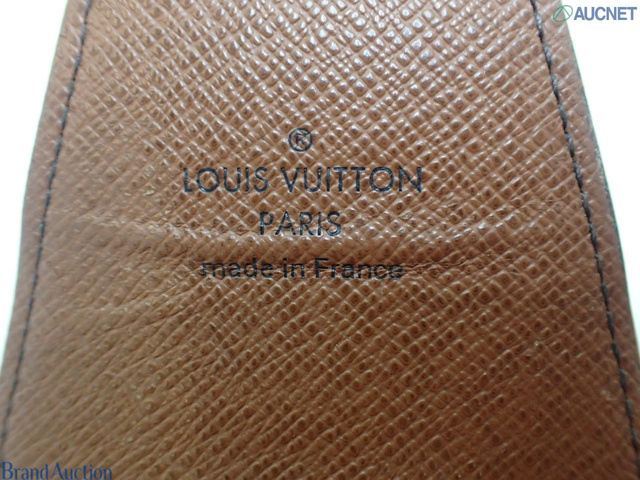 AUCNET
®
LOUIS VUITTON
PARIS
made in France
Brand Auction